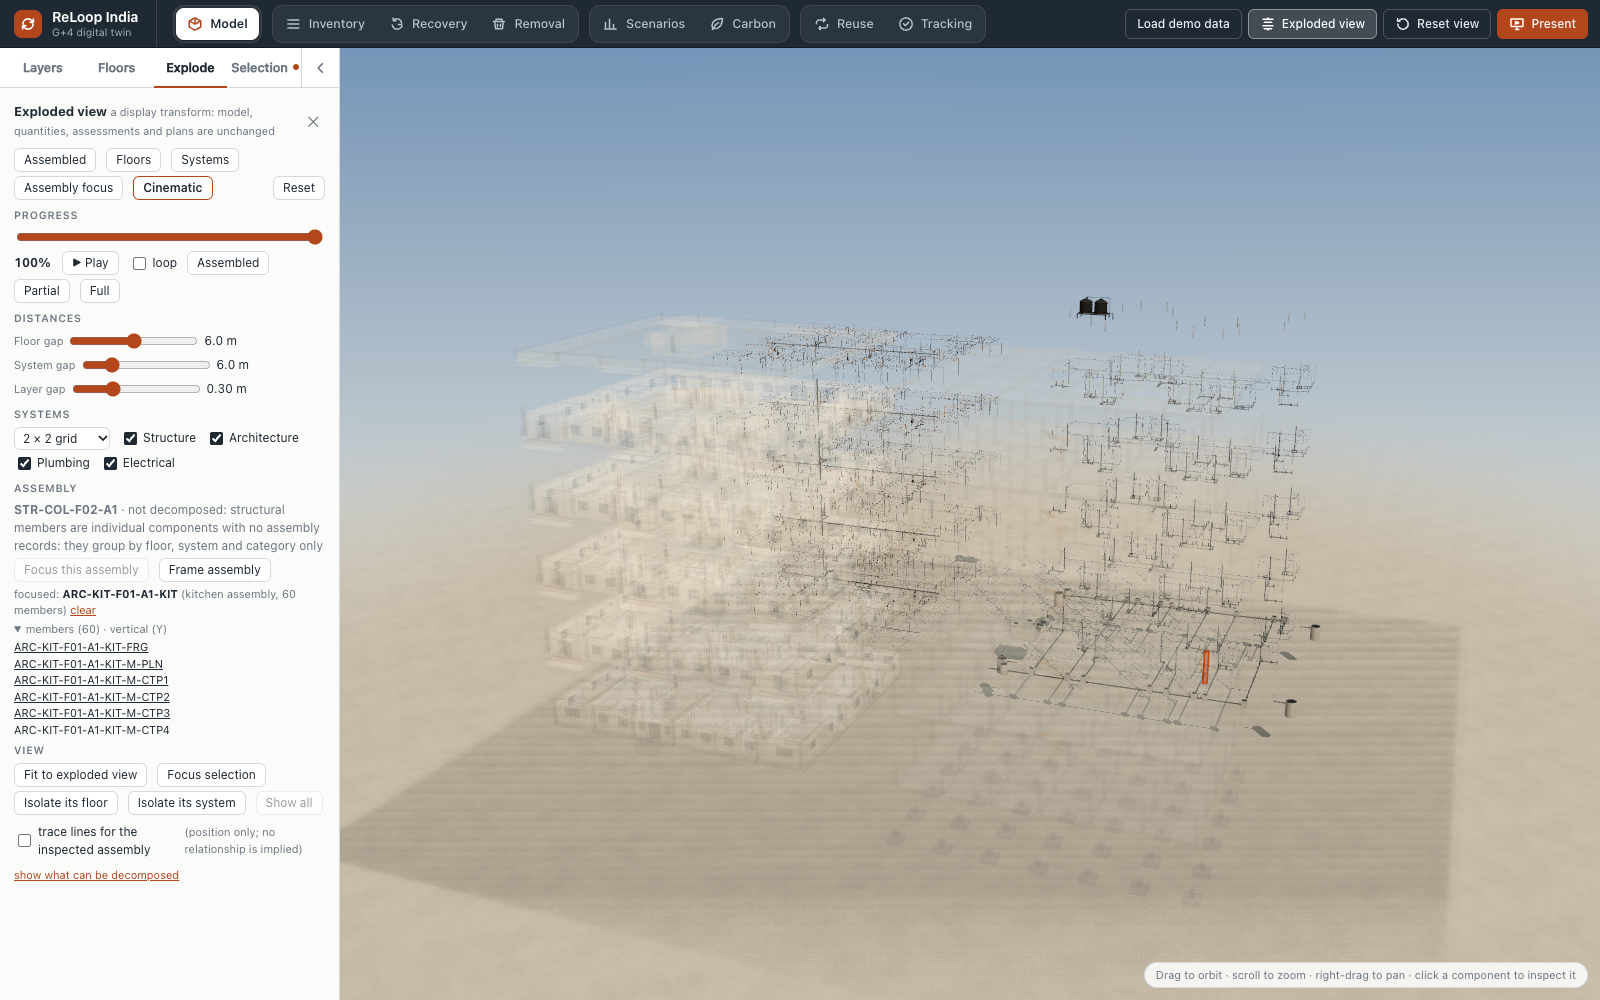 ReLoop India
G+4 digital twin
Model
Inventory
Recovery
Removal
Scenarios
Carbon
Reuse
Tracking
Load demo data
Exploded view
Reset view
Present
Layers
Floors
Explode
Selection
Exploded view a display transform: model,
quantities, assessments and plans are unchanged
Assembled
Floors
Systems
Assembly focus
Cinematic
Reset
PROGRESS
100%
Play
loop
Assembled
Partial
Full
DISTANCES
Floor gap
6.0 m
System gap
6.0 m
Layer gap
0.30 m
SYSTEMS
2 × 2 grid
Structure
Architecture
Plumbing
Electrical
ASSEMBLY
STR-COL-F02-A1 · not decomposed: structural
members are individual components with no assembly
records: they group by floor, system and category only
Focus this assembly
Frame assembly
focused: ARC-KIT-F01-A1-KIT (kitchen assembly, 60
members) clear
▼ members (60) · vertical (Y)
ARC-KIT-F01-A1-KIT-FRG
ARC-KIT-F01-A1-KIT-M-PLN
ARC-KIT-F01-A1-KIT-M-CTP1
ARC-KIT-F01-A1-KIT-M-CTP2
ARC-KIT-F01-A1-KIT-M-CTP3
ARC-KIT-F01-A1-KIT-M-CTP4
VIEW
Fit to exploded view
Focus selection
Isolate its floor
Isolate its system
Show all
trace lines for the
inspected assembly
(position only; no
relationship is implied)
show what can be decomposed
Drag to orbit · scroll to zoom · right-drag to pan · click a component to inspect it